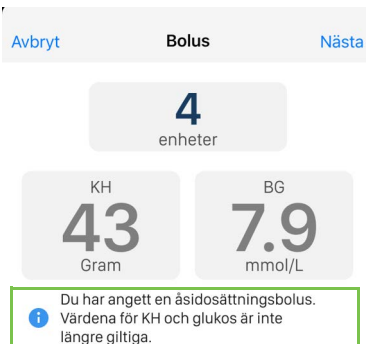 Avbryt Bolus Nästa
4
enheter
KH BG
43 7.9
Gram mmol/L
Du har angett en åsidosättningsbolus.
Värdena för KH och glukos är inte
längre giltiga.